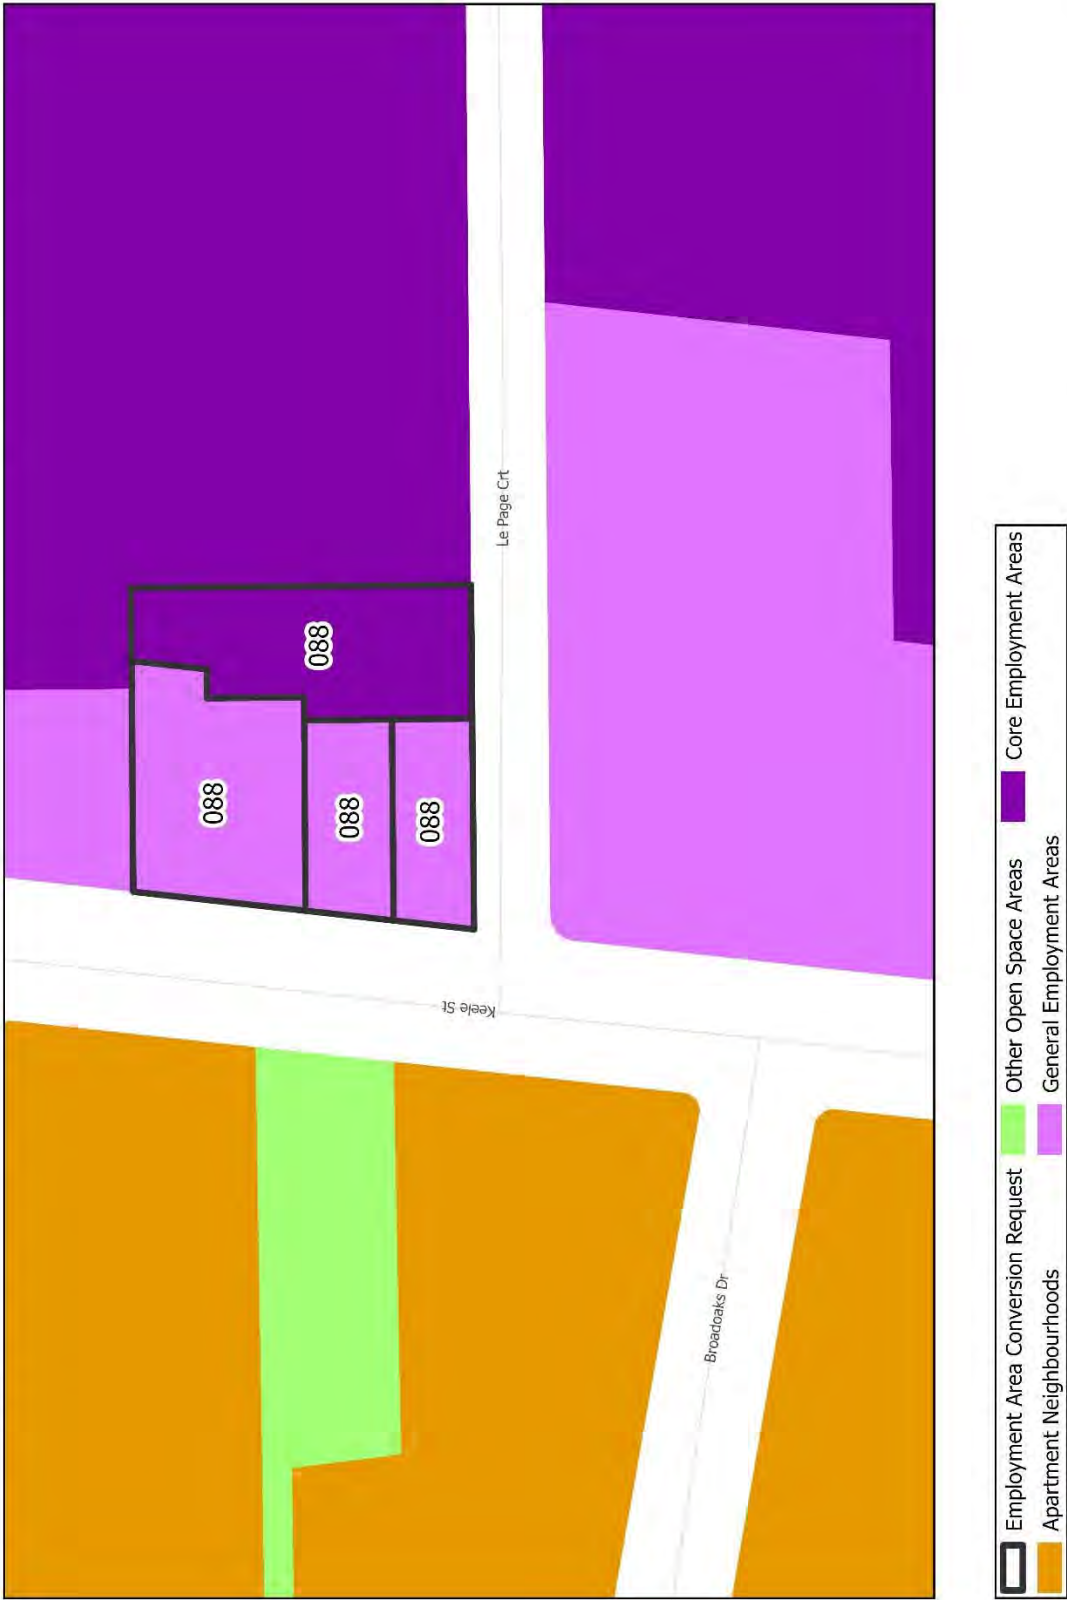 088
088
088
088
Keele St
Le Page Crt
Broadoaks Dr
Employment Area Conversion Request Other Open Space Areas Core Employment Areas
Apartment Neighbourhoods General Employment Areas